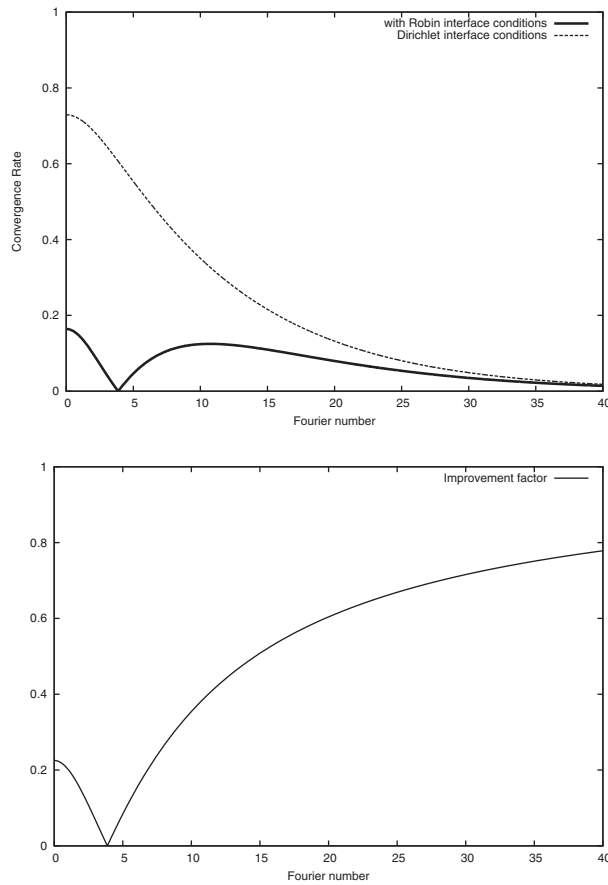 1
with Robin interface conditions
Dirichlet interface conditions
0.8
0.6
0.4
0.2
0
Convergence Rate
0 5 10 15 20 25 30 35 40
Fourier number
1
Improvement factor
0.8
0.6
0.4
0.2
0
0 5 10 15 20 25 30 35 40
Fourier number